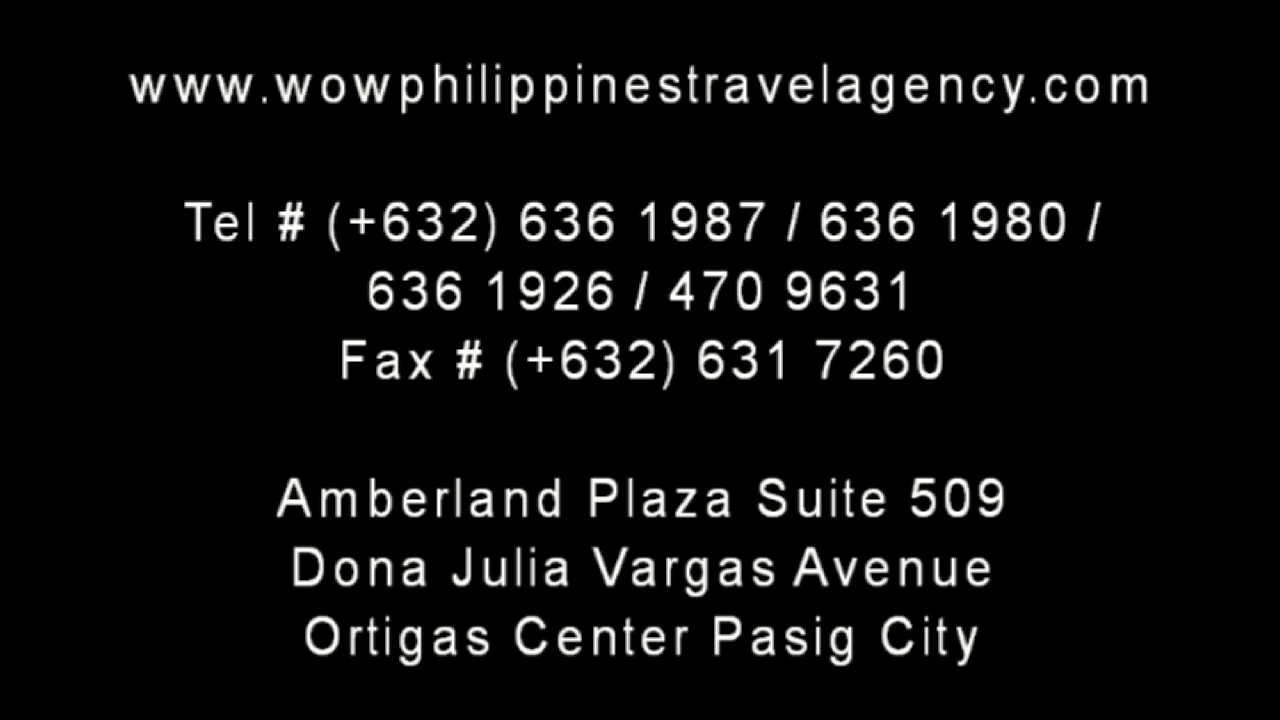 www.wowphilippinestravelagency.com
Tel # (+632) 636 1987 / 636 1980 /
636 1926 / 470 9631
Fax # (+632) 631 7260
Amberland Plaza Suite 509
Dona Julia Vargas Avenue
Ortigas Center Pasig City